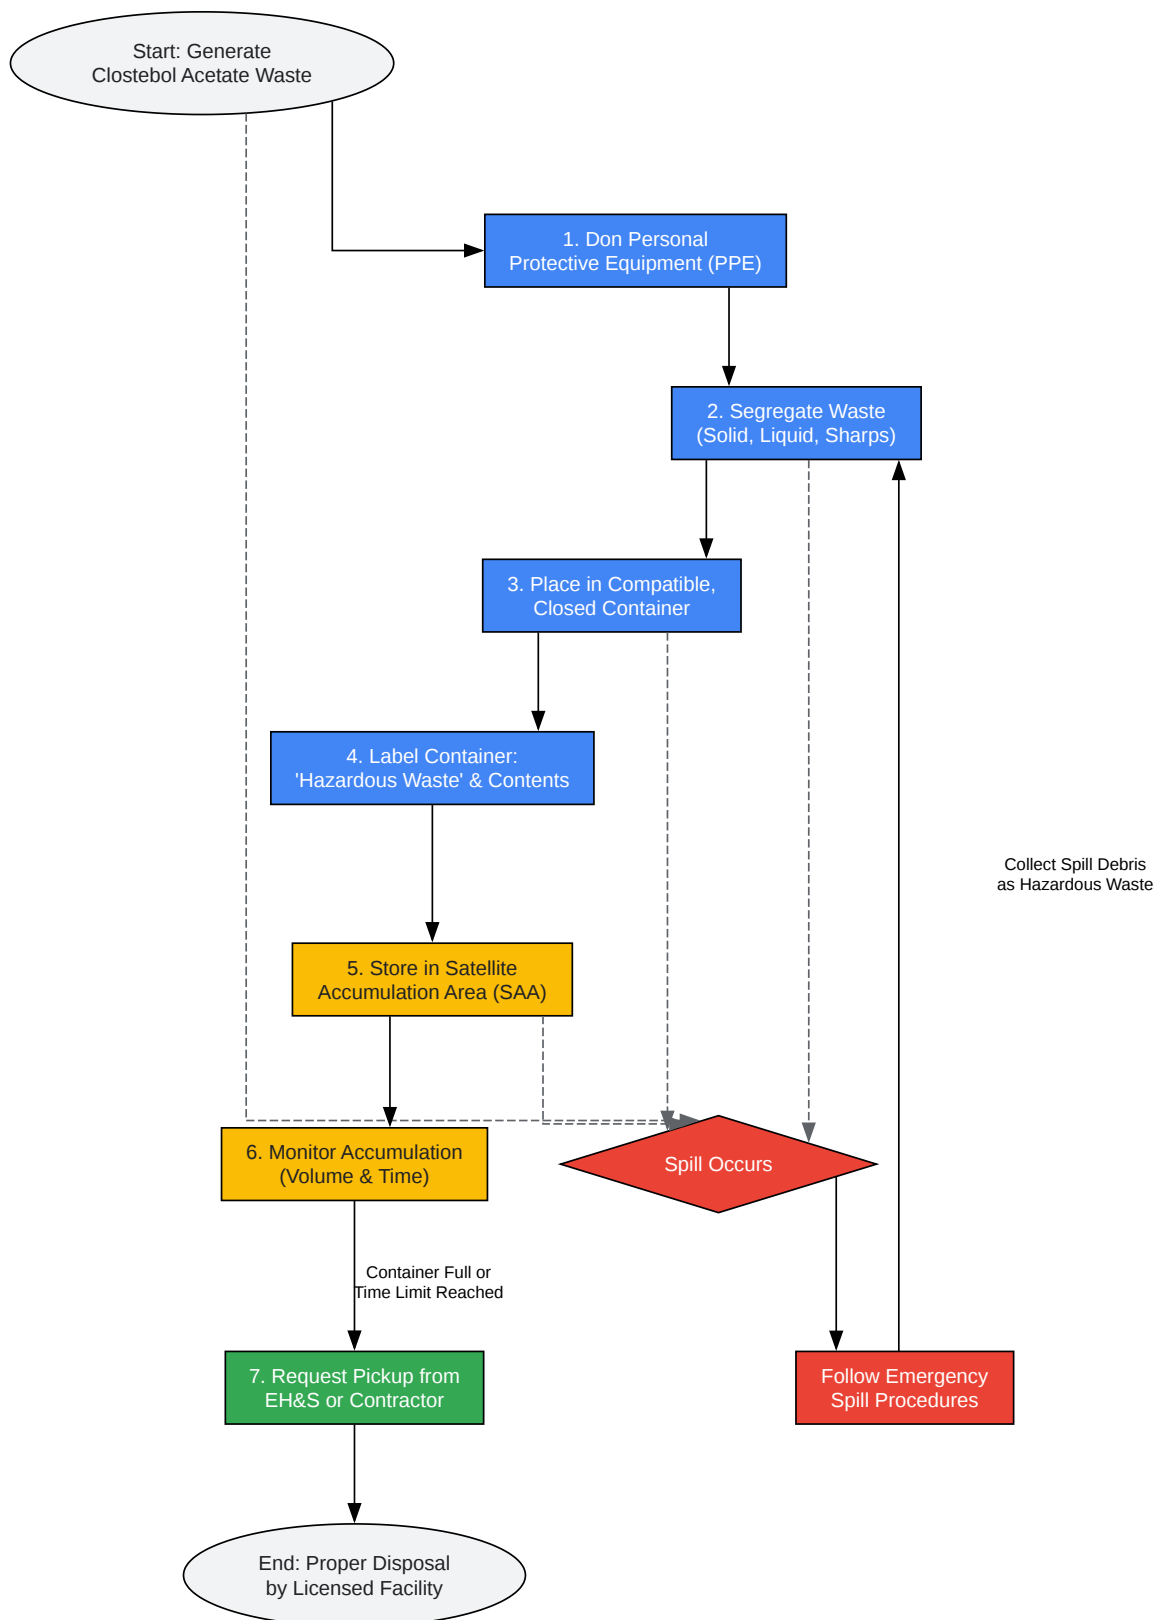 Start: Generate
Clostebol Acetate Waste
1. Don Personal
Protective Equipment (PPE)
2. Segregate Waste
(Solid, Liquid, Sharps)
3. Place in Compatible,
Closed Container
4. Label Container:
'Hazardous Waste' & Contents
Collect Spill Debris
as Hazardous Waste
5. Store in Satellite
Accumulation Area (SAA)
6. Monitor Accumulation
(Volume & Time)
Spill Occurs
Container Full or
Time Limit Reached
7. Request Pickup from
EH&S or Contractor
Follow Emergency
Spill Procedures
End: Proper Disposal
by Licensed Facility